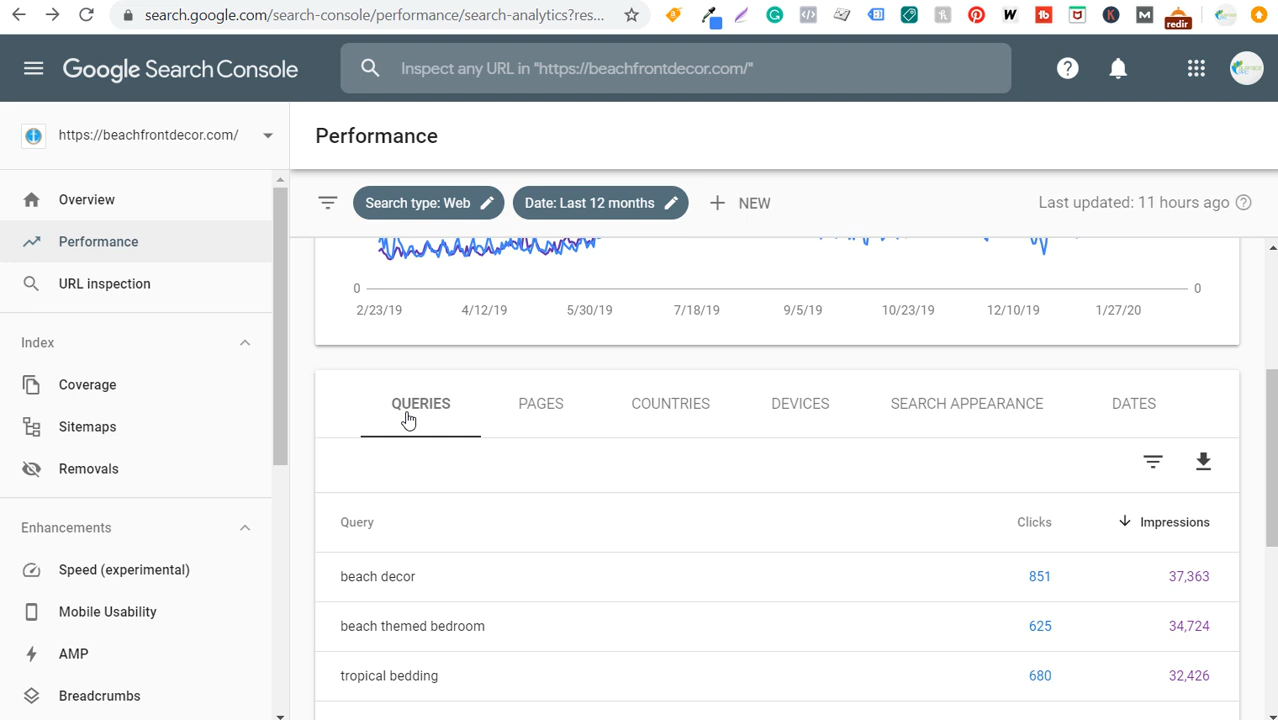 search.google.com/search-console/performance/search-analytics?res...
W
tb
K
M
redir
Google Search Console
Inspect any URL in "https://beachfrontdecor.com/"
https://beachfrontdecor.com/
Performance
Overview
Search type: Web
Date: Last 12 months
NEW
Last updated: 11 hours ago
Performance
URL inspection
0
0
2/23/19 4/12/19 5/30/19 7/18/19 9/5/19 10/23/19 12/10/19 1/27/20
Index
Coverage
QUERIES PAGES COUNTRIES DEVICES SEARCH APPEARANCE DATES
Sitemaps
Removals
Enhancements
Query Clicks Impressions
Speed (experimental)
beach decor 851 37,363
Mobile Usability
beach themed bedroom 625 34,724
AMP
tropical bedding 680 32,426
Breadcrumbs